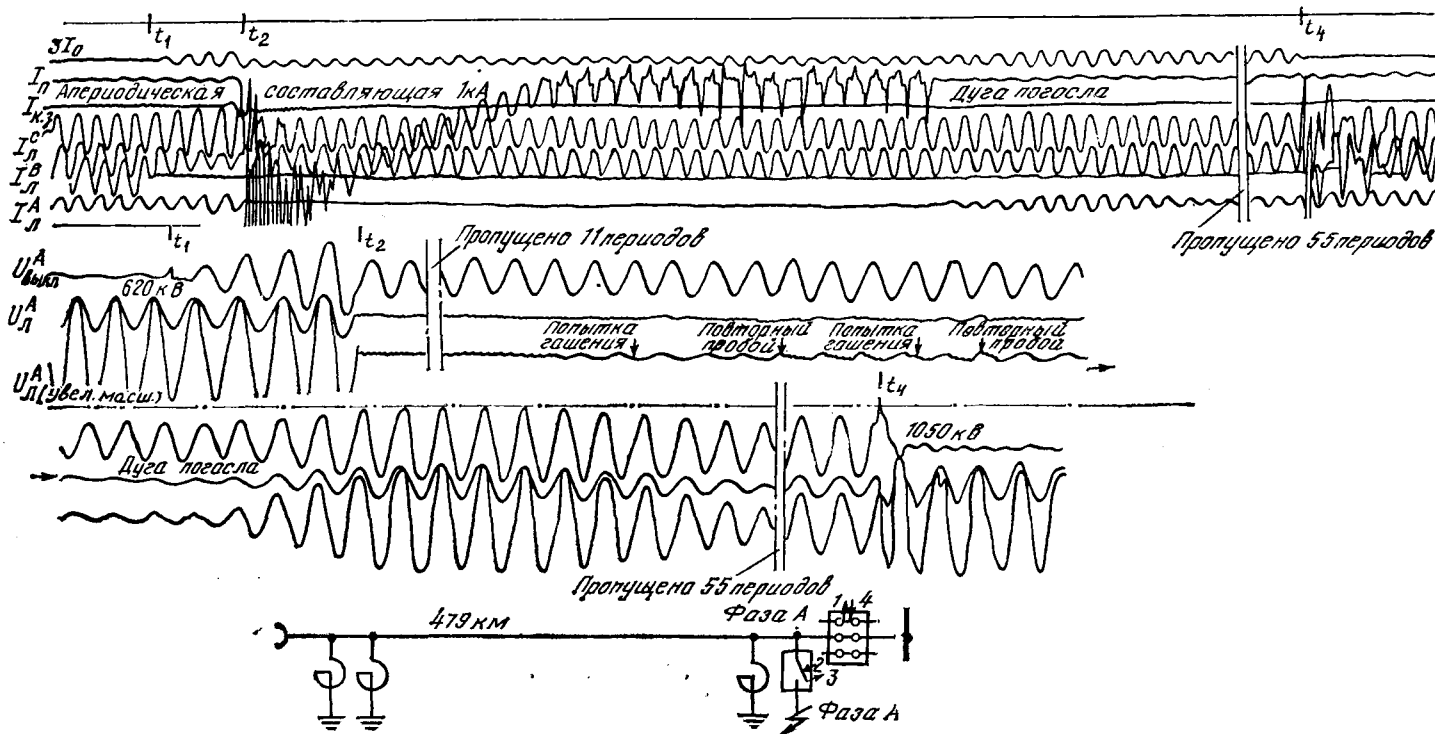 t₁
t₂
t₄
3I₀
Iп
Апериодическая составляющая 1кА
Дуга погасла
Iк.з
Iлᶜ
Iлᴮ
Iлᴬ
Пропущено 55 периодов
t₁
t₂
Пропущено 11 периодов
Uвыклᴬ
620 кВ
Uлᴬ
Попытка гашения
Повторный пробой
Попытка гашения
Повторный пробой
Uлᴬ (увел. масш.)
t₄
1050 кВ
Дуга погасла
Пропущено 55 периодов
479 км
Фаза А
1
4
2
3
Фаза А